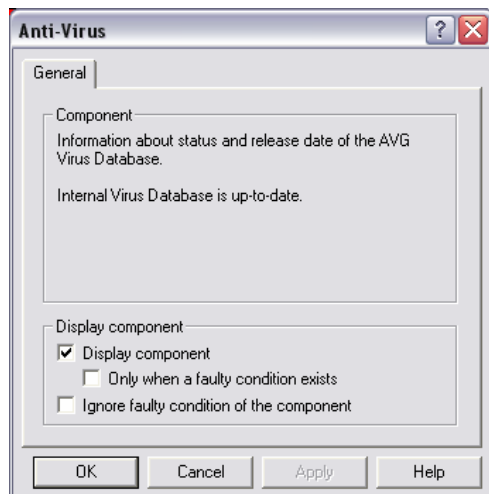 Anti-Virus
General
Component
Information about status and release date of the AVG
Virus Database.
Internal Virus Database is up-to-date.
Display component
Display component
Only when a faulty condition exists
Ignore faulty condition of the component
OK Cancel Apply Help